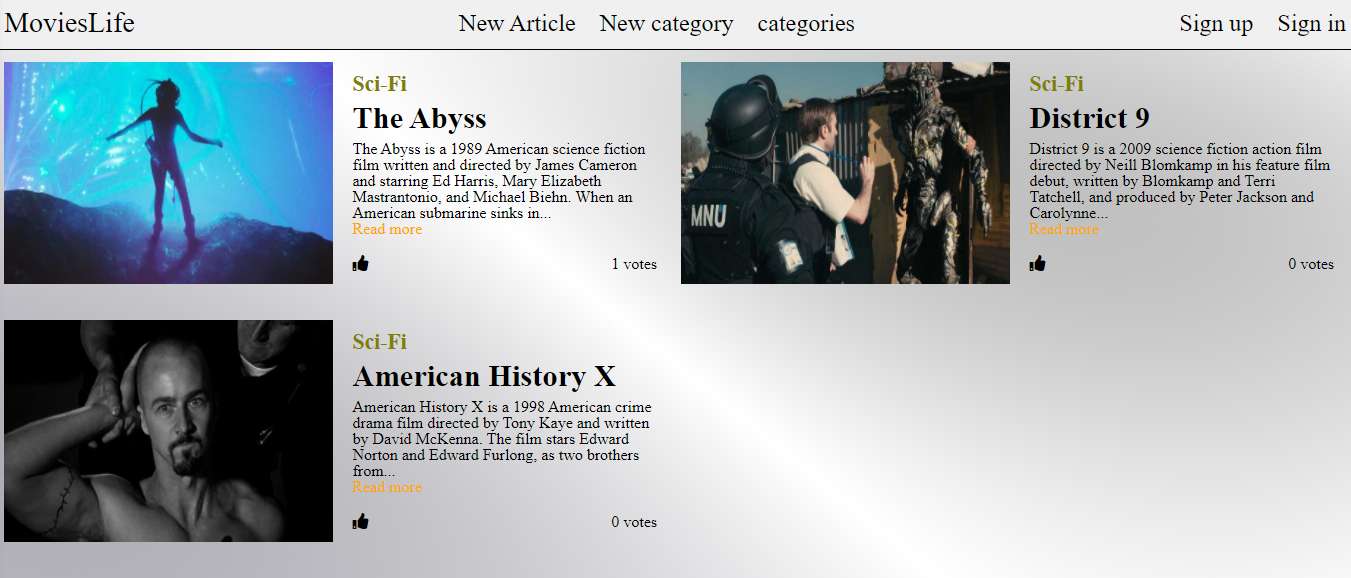 MoviesLife
New Article
New category
categories
Sign up
Sign in
Sci-Fi
The Abyss
The Abyss is a 1989 American science fiction
film written and directed by James Cameron
and starring Ed Harris, Mary Elizabeth
Mastrantonio, and Michael Biehn. When an
American submarine sinks in...
Read more
1 votes
MNU
Sci-Fi
District 9
District 9 is a 2009 science fiction action film
directed by Neill Blomkamp in his feature film
debut, written by Blomkamp and Terri
Tatchell, and produced by Peter Jackson and
Carolynne...
Read more
0 votes
Sci-Fi
American History X
American History X is a 1998 American crime
drama film directed by Tony Kaye and written
by David McKenna. The film stars Edward
Norton and Edward Furlong, as two brothers
from...
Read more
0 votes